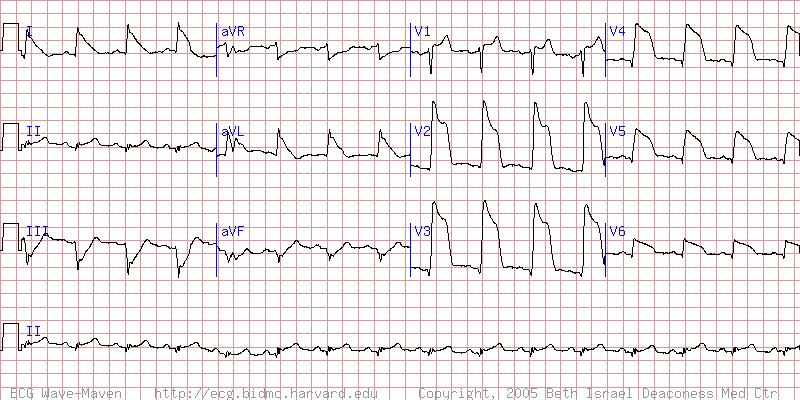 I aVR V1 V4
II aVL V2 V5
III aVF V3 V6
II
ECG Wave-Maven | http://ecg.bidmc.harvard.edu | Copyright, 2005 Beth Israel Deaconess Med Ctr